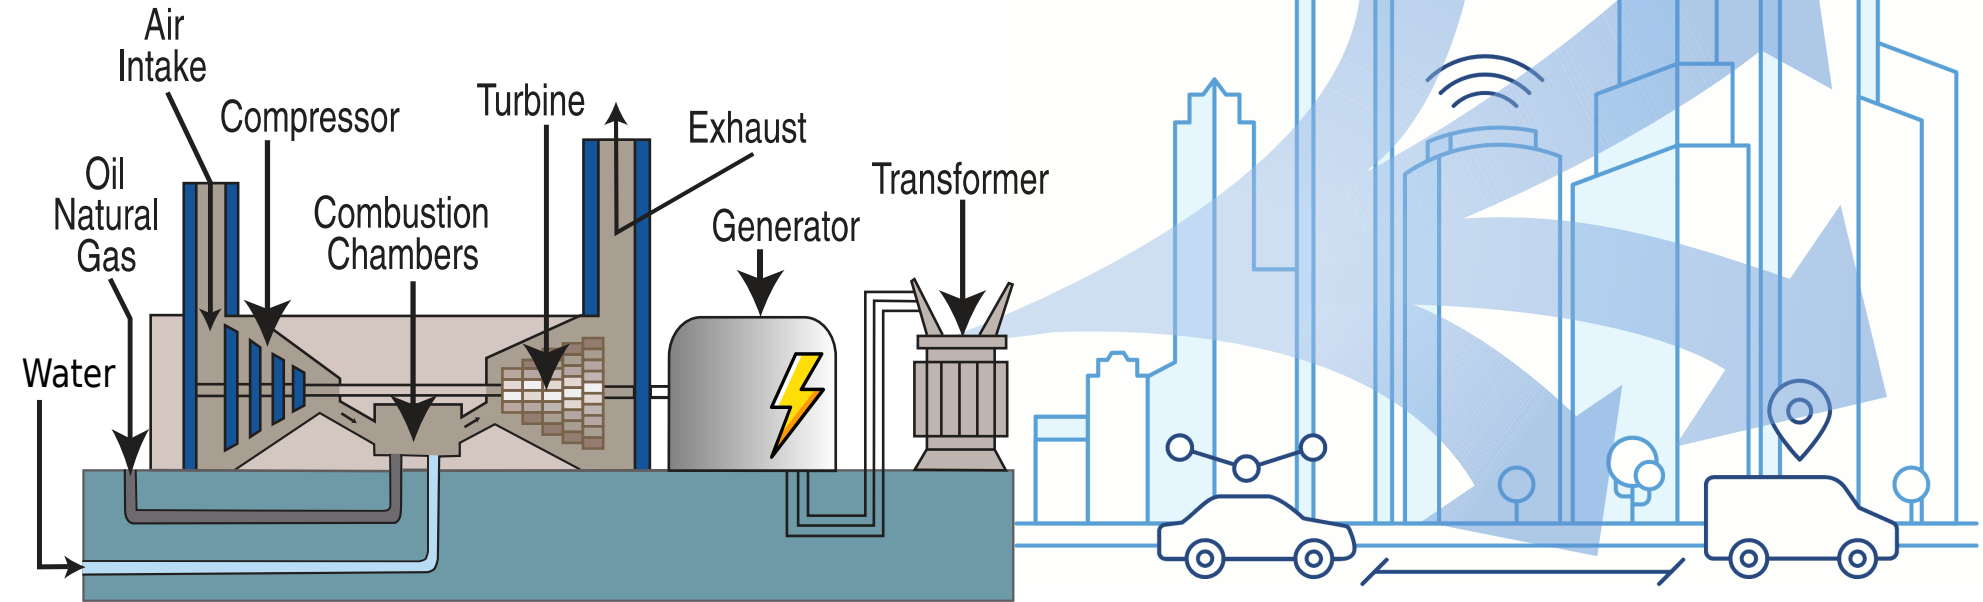 Air
Intake
Compressor
Oil
Natural
Gas
Water
Combustion
Chambers
Turbine
Exhaust
Generator
Transformer